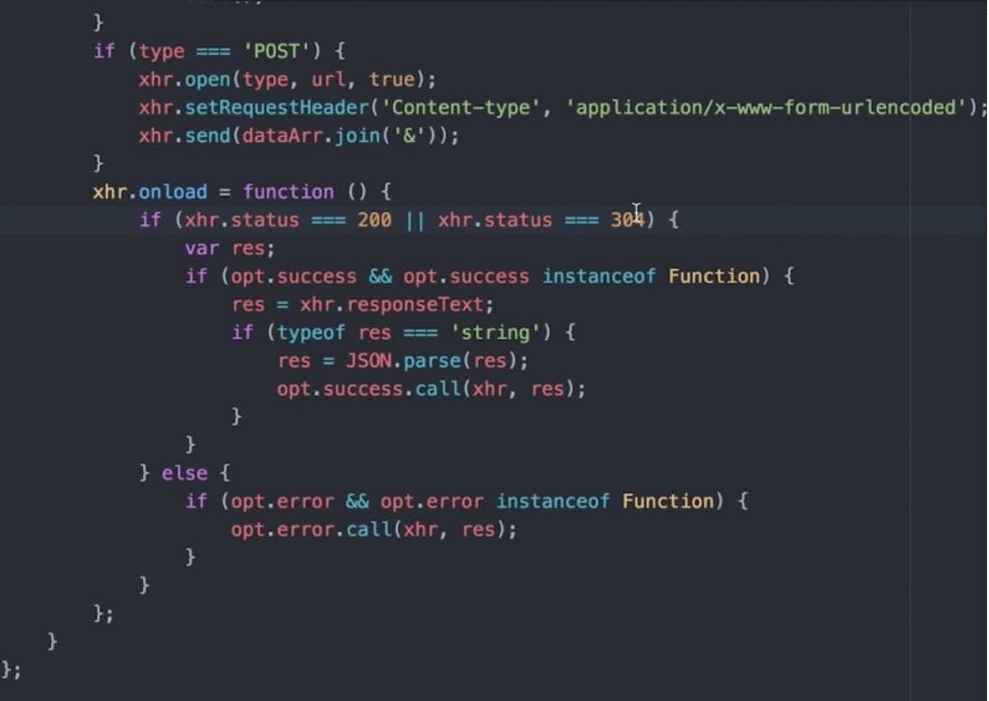 }
if (type === 'POST') {
xhr.open(type, url, true);
xhr.setRequestHeader('Content-type', 'application/x-www-form-urlencoded');
xhr.send(dataArr.join('&'));
}
xhr.onload = function () {
if (xhr.status === 200 || xhr.status === 304) {
var res;
if (opt.success && opt.success instanceof Function) {
res = xhr.responseText;
if (typeof res === 'string') {
res = JSON.parse(res);
opt.success.call(xhr, res);
}
}
} else {
if (opt.error && opt.error instanceof Function) {
opt.error.call(xhr, res);
}
}
};
}
};